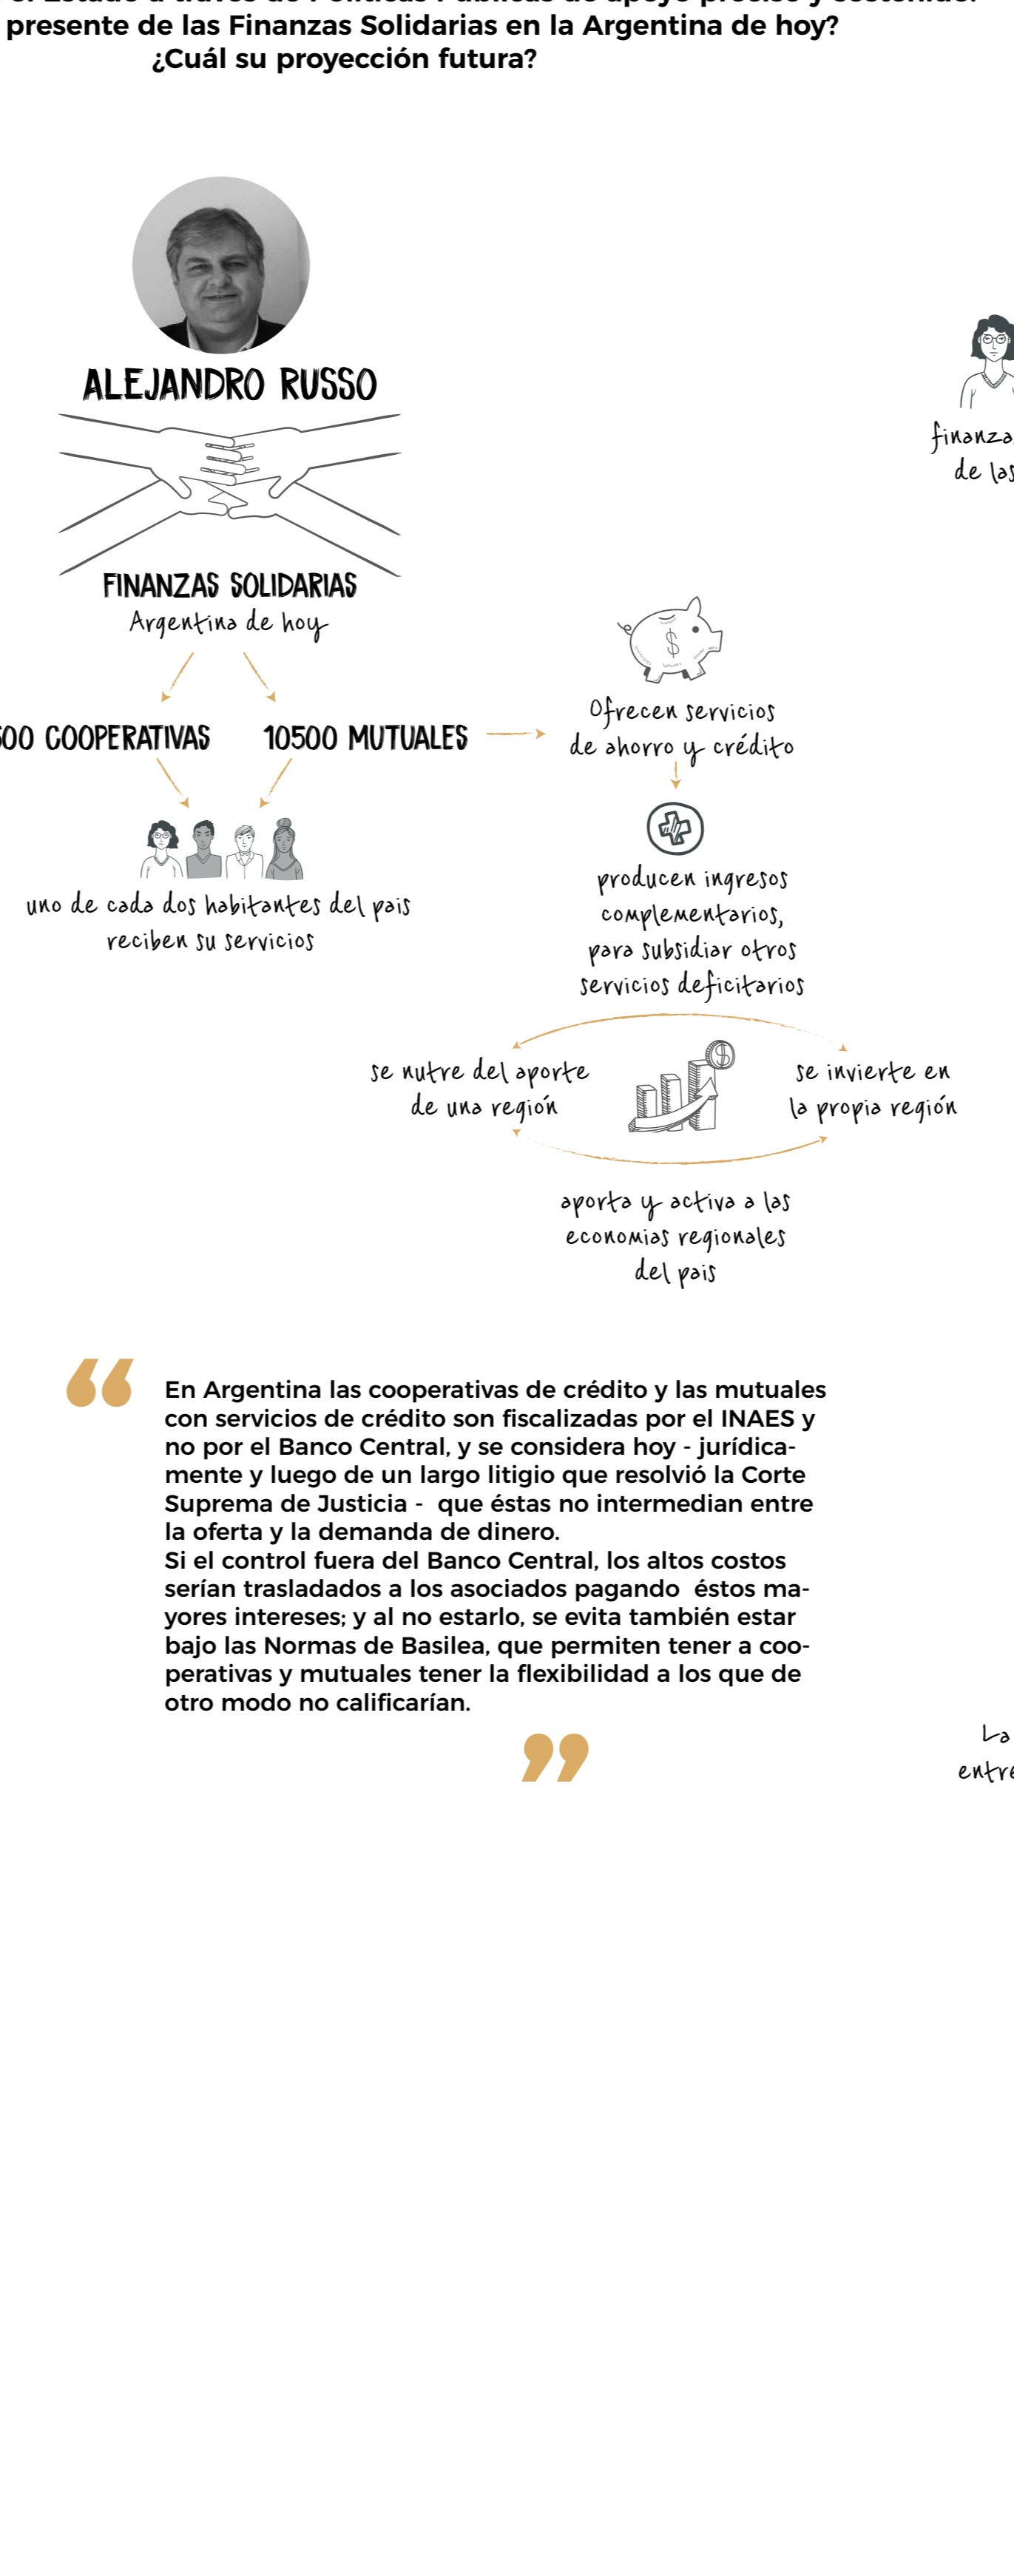 presente de las Finanzas Solidarias en la Argentina de hoy?
¿Cuál su proyección futura?
ALEJANDRO RUSSO
FINANZAS SOLIDARIAS
Argentina de hoy
COOPERATIVAS
10500 MUTUALES
uno de cada dos habitantes del pais
reciben su servicios
Ofrecen servicios
de ahorro y crédito
producen ingresos
complementarios,
para subsidiar otros
servicios deficitarios
se nutre del aporte
de una región
se invierte en
la propia región
aporta y activa a las
economias regionales
del pais
“
En Argentina las cooperativas de crédito y las mutuales
con servicios de crédito son fiscalizadas por el INAES y
no por el Banco Central, y se considera hoy - jurídica-
mente y luego de un largo litigio que resolvió la Corte
Suprema de Justicia - que éstas no intermedian entre
la oferta y la demanda de dinero.
Si el control fuera del Banco Central, los altos costos
serían trasladados a los asociados pagando éstos ma-
yores intereses; y al no estarlo, se evita también estar
bajo las Normas de Basilea, que permiten tener a coo-
perativas y mutuales tener la flexibilidad a los que de
otro modo no calificarían.
”
de las
La